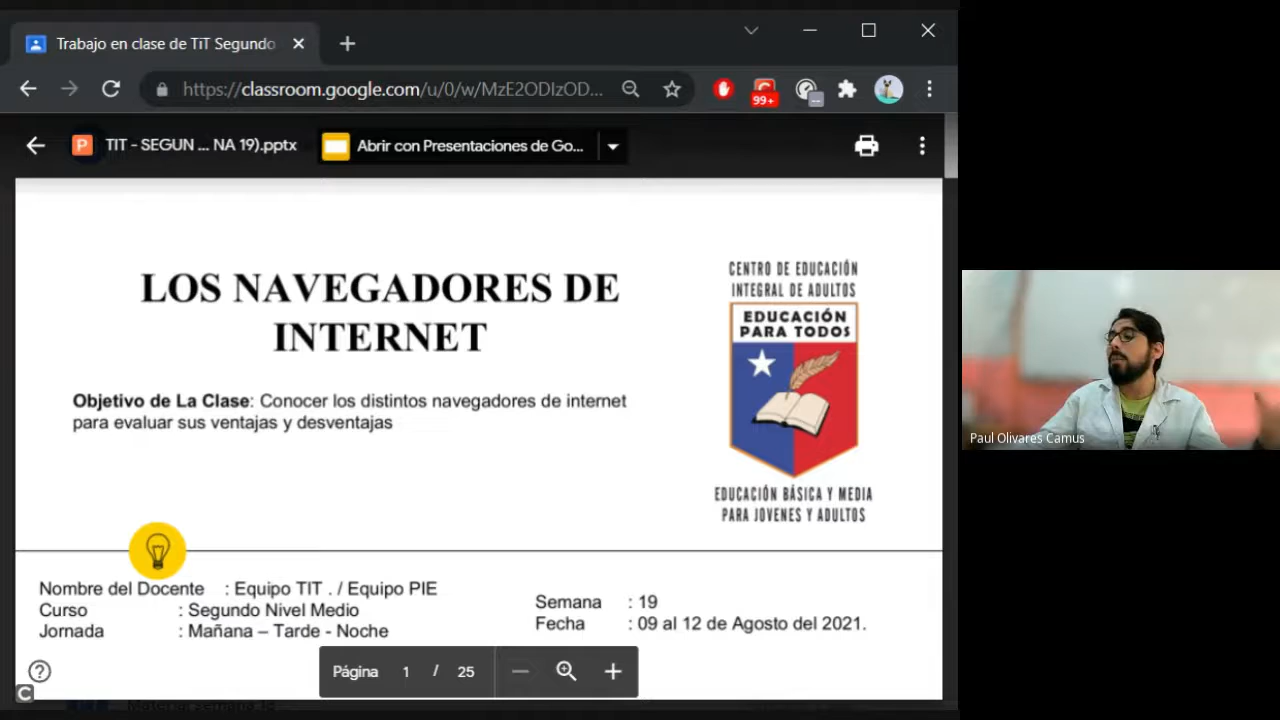 Trabajo en clase de TiT Segundo
https://classroom.google.com/u/0/w/MzE2ODIzOD...
99+
TIT - SEGUN ... NA 19).pptx
Abrir con Presentaciones de Go...
LOS NAVEGADORES DE
INTERNET
Objetivo de La Clase: Conocer los distintos navegadores de internet
para evaluar sus ventajas y desventajas
CENTRO DE EDUCACIÓN
INTEGRAL DE ADULTOS
EDUCACIÓN
PARA TODOS
EDUCACIÓN BÁSICA Y MEDIA
PARA JOVENES Y ADULTOS
Nombre del Docente : Equipo TIT . / Equipo PIE
Curso : Segundo Nivel Medio
Jornada : Mañana – Tarde - Noche
Semana : 19
Fecha : 09 al 12 de Agosto del 2021.
Página 1 / 25
Paul Olivares Camus